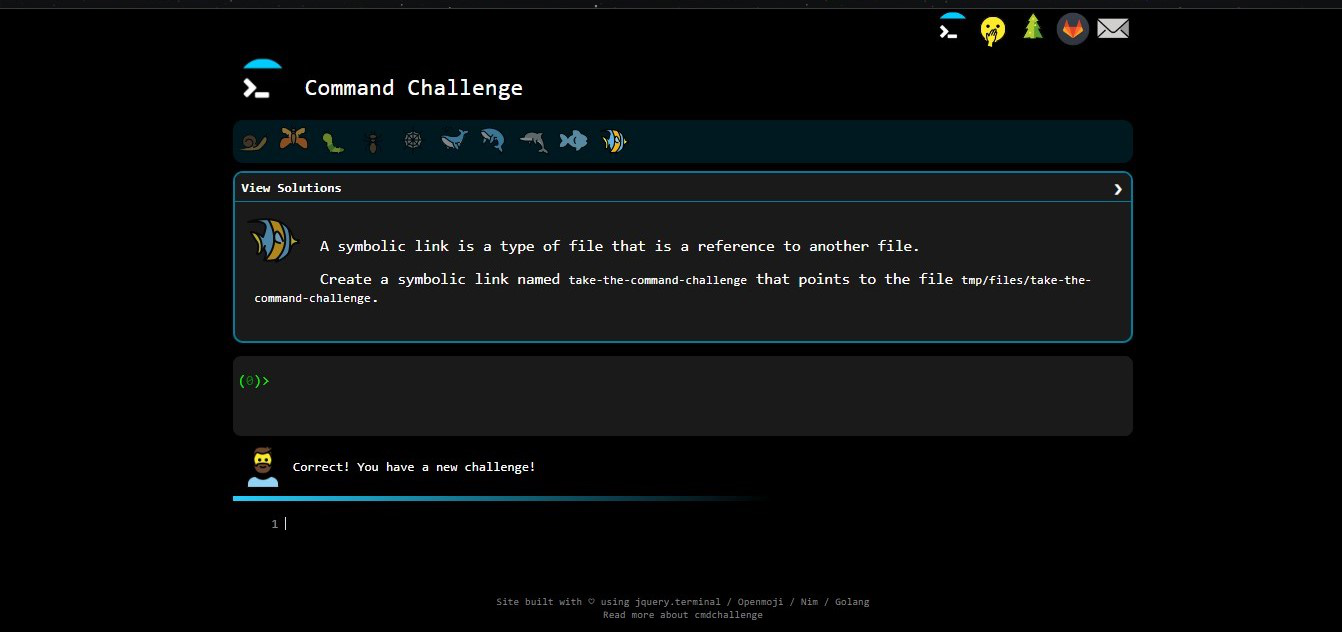 Command Challenge
View Solutions
A symbolic link is a type of file that is a reference to another file.
Create a symbolic link named take-the-command-challenge that points to the file tmp/files/take-the-
command-challenge.
(0)>
Correct! You have a new challenge!
1
Site built with ♡ using jquery.terminal / Openmoji / Nim / Golang
Read more about cmdchallenge